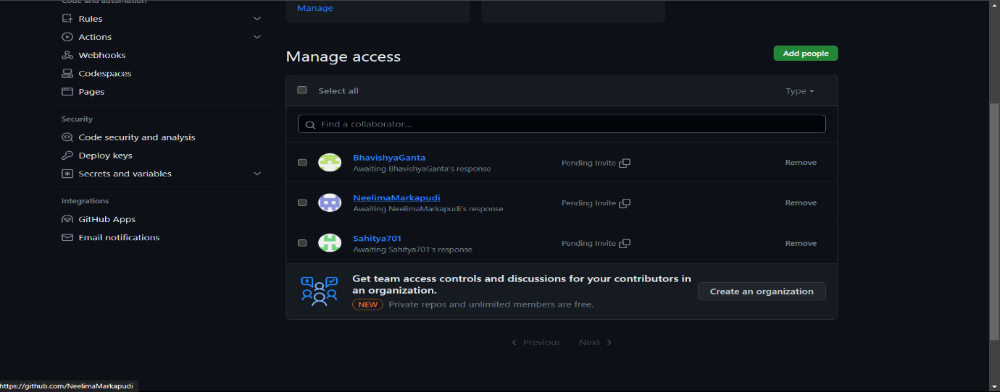 Code and automation
Rules
Actions
Webhooks
Codespaces
Pages
Security
Code security and analysis
Deploy keys
Secrets and variables
Integrations
GitHub Apps
Email notifications
Manage
Manage access
Add people
Select all
Type
Find a collaborator...
BhavishyaGanta
Awaiting BhavishyaGanta's response
Pending Invite
Remove
NeelimaMarkapudi
Awaiting NeelimaMarkapudi's response
Pending Invite
Remove
Sahitya701
Awaiting Sahitya701's response
Pending Invite
Remove
Get team access controls and discussions for your contributors in
an organization.
NEW Private repos and unlimited members are free.
Create an organization
Previous Next
https://github.com/NeelimaMarkapudi